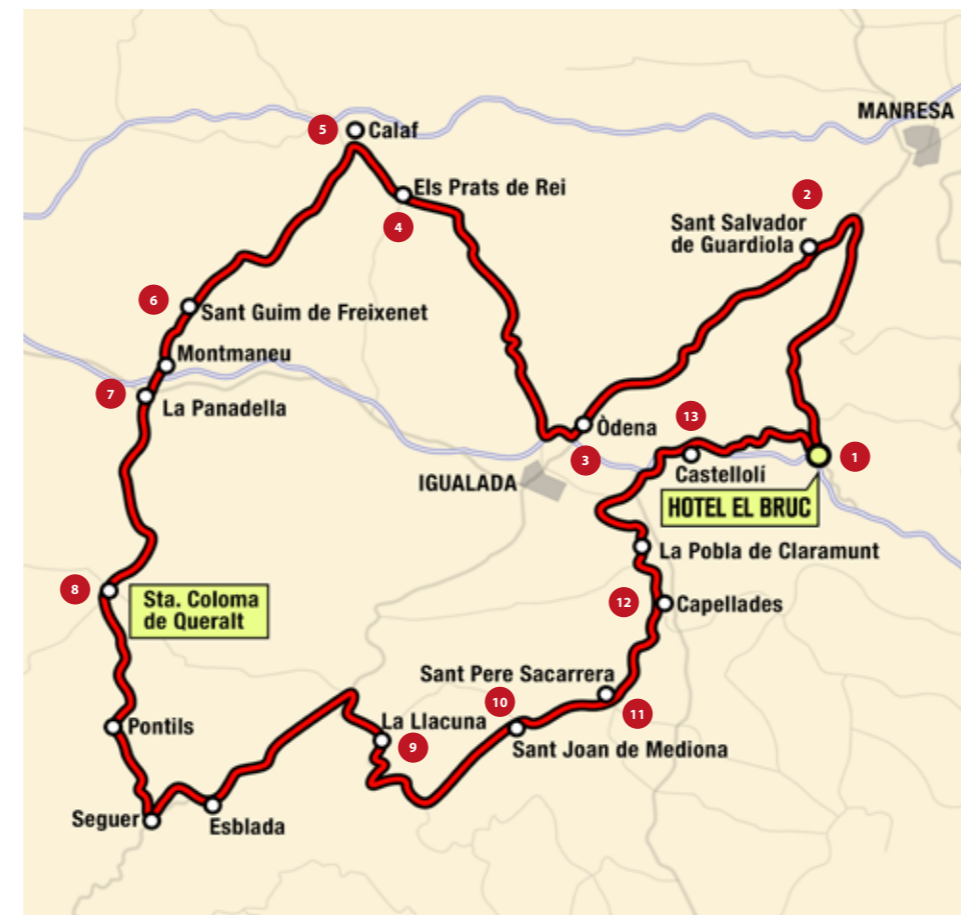 MANRESA
5
Calaf
Els Prats de Rei
4
2
Sant Salvador
de Guardiola
6
Sant Guim de Freixenet
Montmaneu
7
La Panadella
13
Òdena
3
1
IGUALADA
Castellolí
HOTEL EL BRUC
La Pobla de Claramunt
8
Sta. Coloma
de Queralt
12
Capellades
Sant Pere Sacarrera
10
11
La Llacuna
9
Pontils
Sant Joan de Mediona
Seguer
Esblada